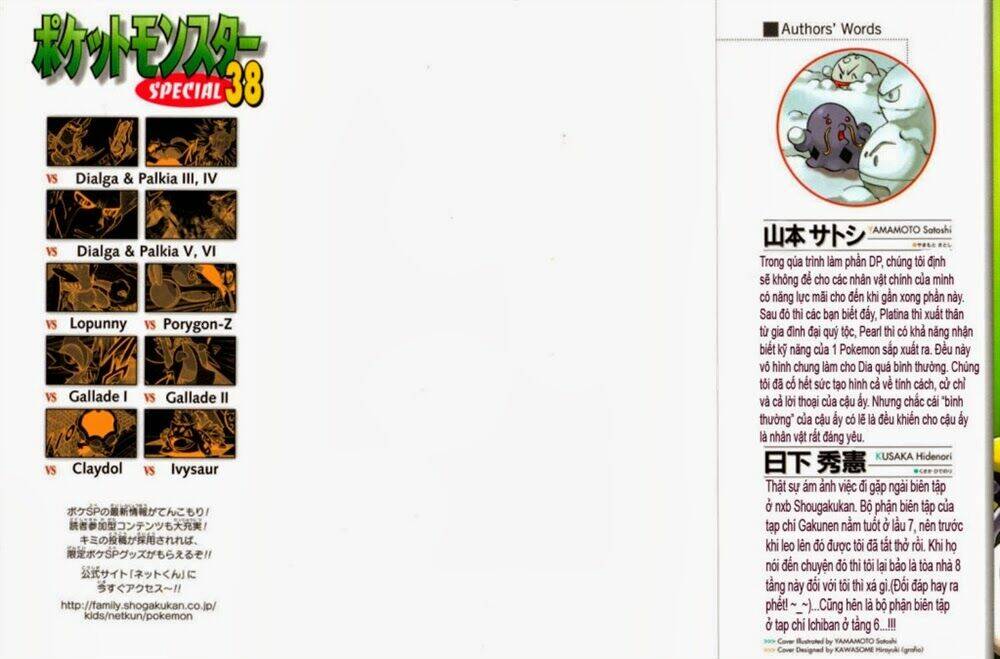 ポケットモンスター
SPECIAL 38
VS Dialga & Palkia III, IV
VS Dialga & Palkia V, VI
VS Lopunny VS Porygon-Z
VS Gallade I VS Gallade II
VS Claydol VS Ivysaur
ポケSPの最新情報がてんこもり!
読者参加型コンテンツも大充実!
キミの投稿が採用されれば、
限定ポケSPグッズがもらえるぞ!!
公式サイト「ネットくん」に
今すぐアクセス〜!!
http://family.shogakukan.co.jp/
kids/netkun/pokemon
Authors' Words
山本 サトシ YAMAMOTO Satoshi
やまもと さとし
Trong qúa trình làm phần DP, chúng tôi định
sẽ không để cho các nhân vật chính của mình
có năng lực mãi cho đến khi gần xong phần này.
Sau đó thì các bạn biết đấy, Platina thì xuất thân
từ gia đình đại quý tộc, Pearl thì có khả năng nhận
biết kỹ năng của 1 Pokemon sắp xuất ra. Đều này
vô hình chung làm cho Dia quá bình thường. Chúng
tôi đã cố hết sức tạo hình cả về tính cách, cử chỉ
và cả lời thoại của cậu ấy. Nhưng chắc cái "bình
thường" của cậu ấy có lẽ là đều khiến cho cậu ấy
là nhân vật rất đáng yêu.
日下 秀憲 KUSAKA Hidenori
くさか ひでのり
Thật sự ám ảnh việc đi gặp ngài biên tập
ở nxb Shougakukan. Bộ phận biên tập của
tạp chí Gakunen nằm tuốt ở lầu 7, nên trước
khi leo lên đó được tôi đã tắt thở rồi. Khi họ
nói đến chuyện đó thì tôi lại bảo là tòa nhà 8
tầng này đối với tôi thì xá gì.(Đối đáp hay ra
phết! ~_~)...Cũng hên là bộ phận biên tập
ở tap chí Ichiban ở tầng 6...!!!
>>> Cover Illustrated by YAMAMOTO Satoshi
>>> Cover Designed by KAWASOME Hiroyuki (grafio)